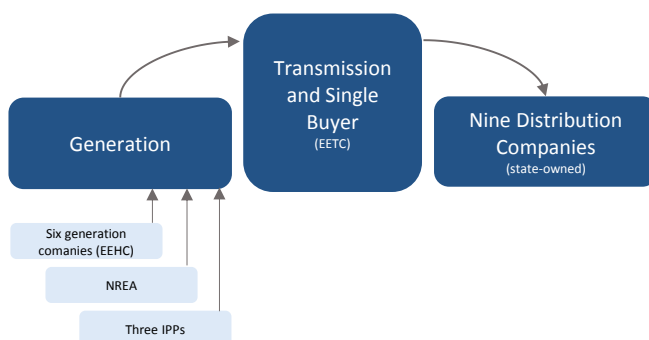 Generation
Transmission
and Single
Buyer
(EETC)
Nine Distribution
Companies
(state-owned)
Six generation
comanies (EEHC)
NREA
Three IPPs